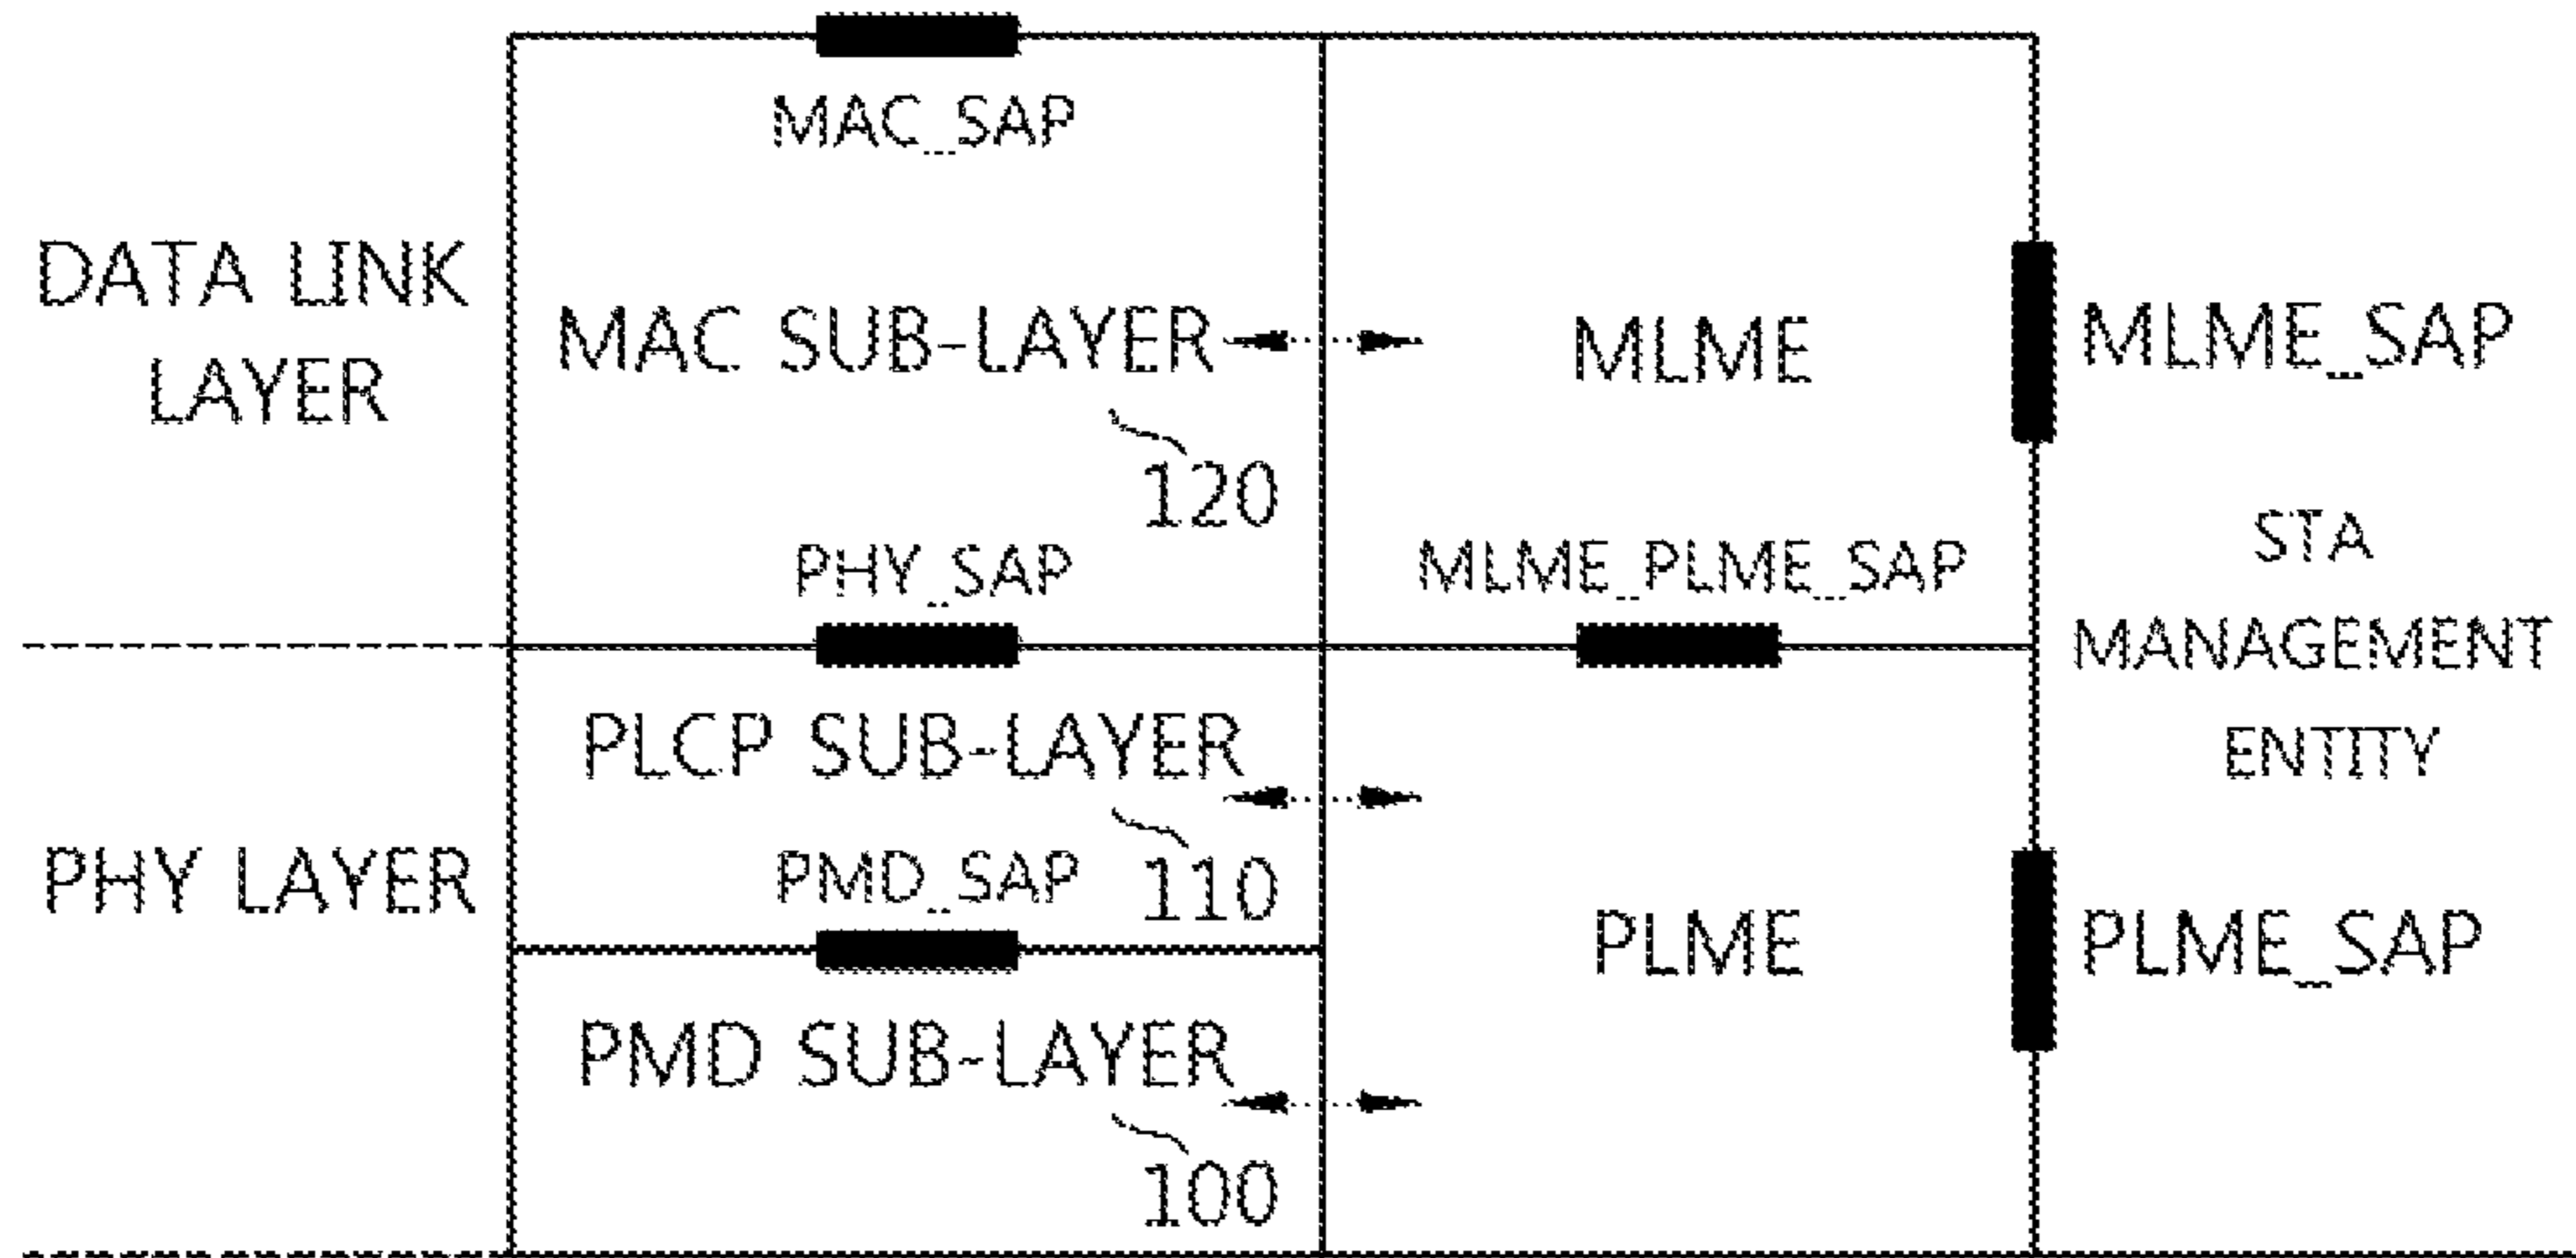 MAC_SAP
DATA LINK
LAYER
MAC SUB-LAYER
120
MLME
MLME_SAP
PHY_SAP
MLME_PLME_SAP
STA
MANAGEMENT
ENTITY
PHY LAYER
PLCP SUB-LAYER
110
PMD_SAP
PLME
PLME_SAP
PMD SUB-LAYER
100